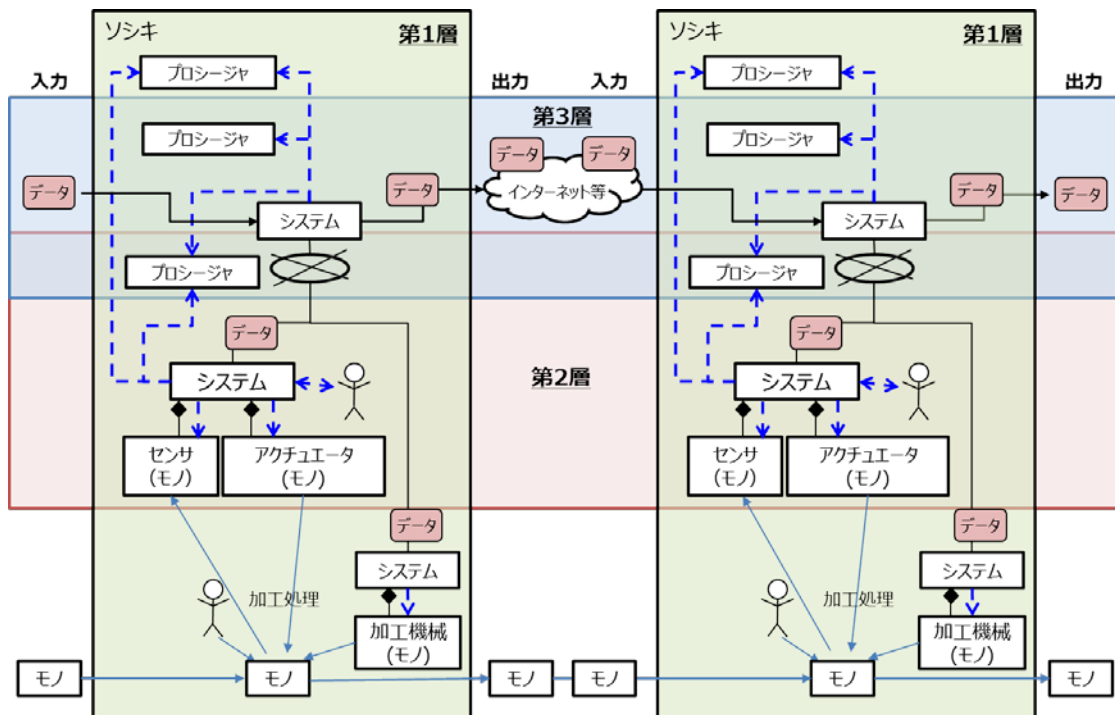 ソシキ
第1層
ソシキ
第1層
入力
プロシージャ
出力
入力
プロシージャ
出力
第3層
プロシージャ
プロシージャ
データ
データ
データ
データ
インターネット等
データ
データ
システム
システム
プロシージャ
プロシージャ
データ
データ
システム
第2層
システム
センサ
(モノ)
アクチュエータ
(モノ)
センサ
(モノ)
アクチュエータ
(モノ)
データ
データ
システム
システム
加工処理
加工処理
加工機械
(モノ)
加工機械
(モノ)
モノ
モノ
モノ
モノ
モノ
モノ